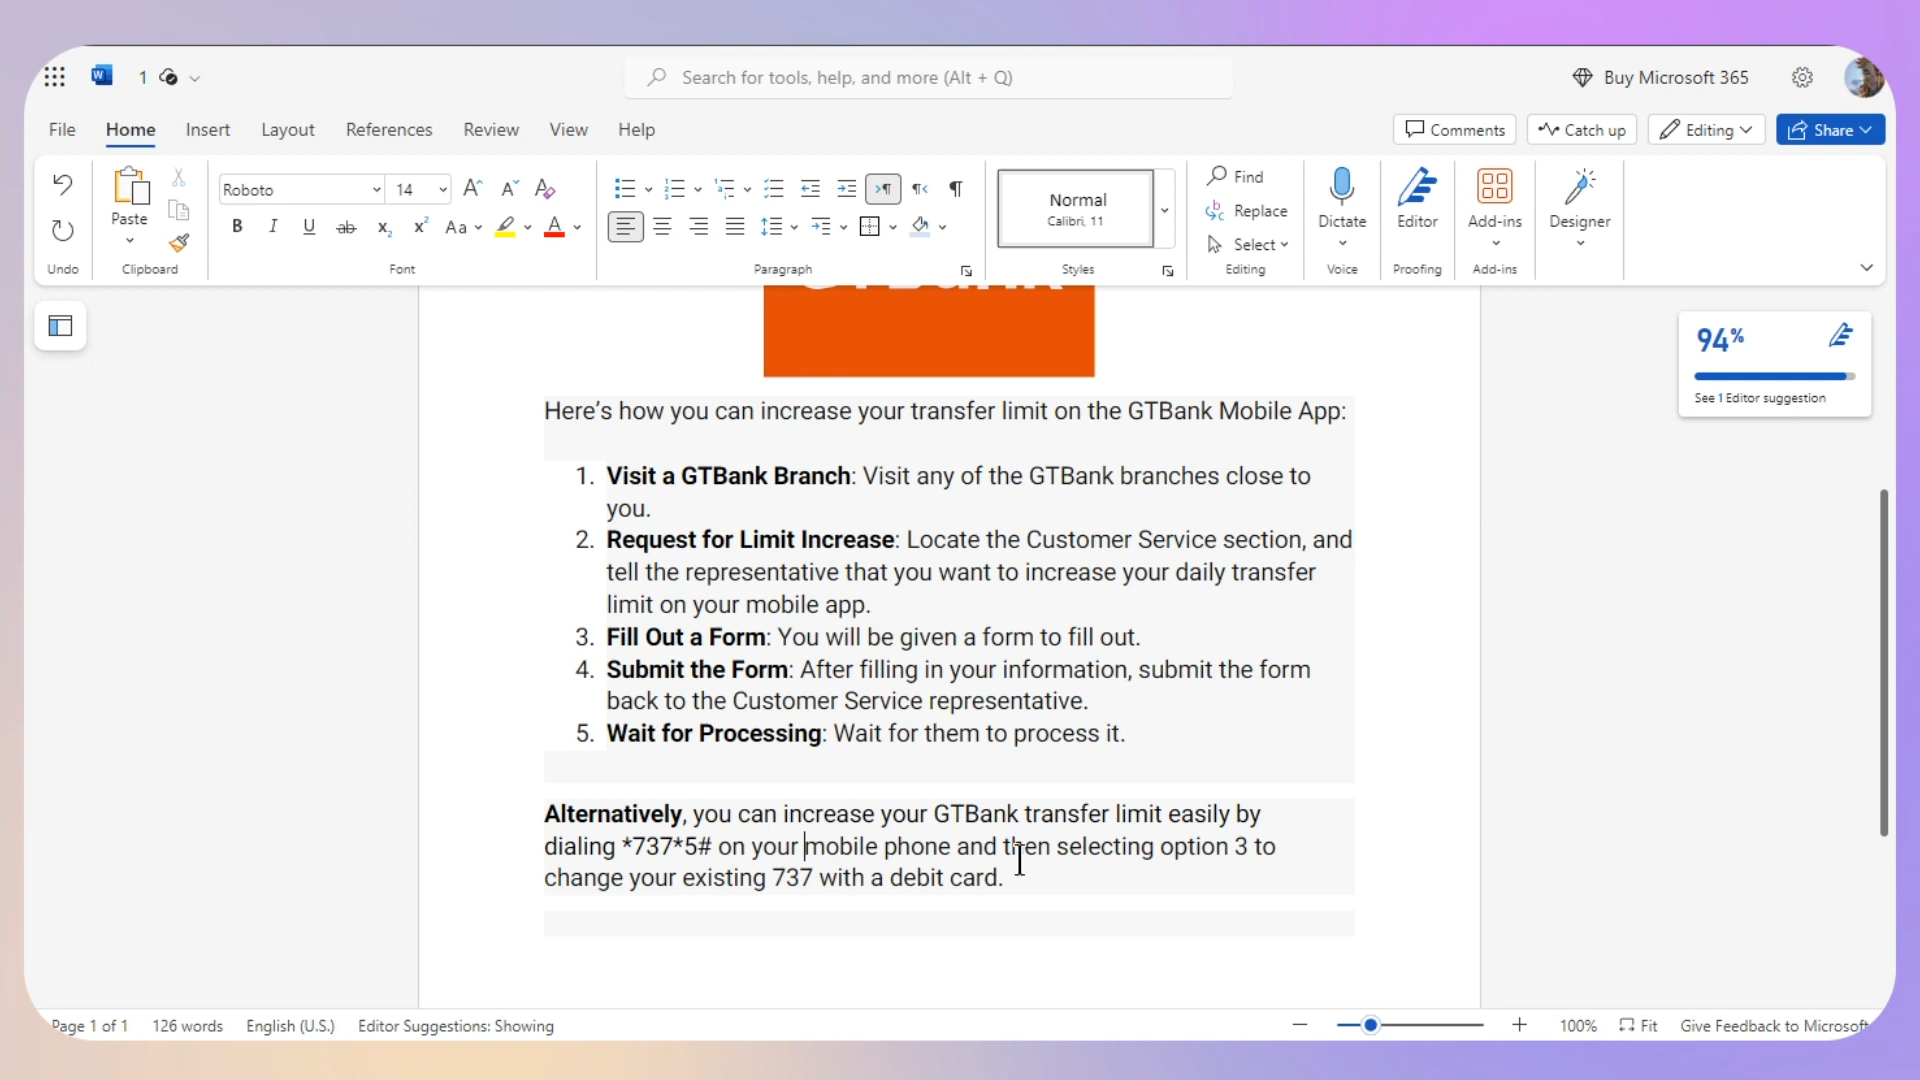 1
Search for tools, help, and more (Alt + Q)
Buy Microsoft 365
File Home Insert Layout References Review View Help
Comments Catch up Editing Share
Paste
Roboto 14
Normal
Calibri, 11
Find
Replace
Select
Dictate Editor Add-ins Designer
Undo Clipboard Font Paragraph Styles Editing Voice Proofing Add-ins
94%
See 1 Editor suggestion
GTBank
Here’s how you can increase your transfer limit on the GTBank Mobile App:
1. Visit a GTBank Branch: Visit any of the GTBank branches close to
you.
2. Request for Limit Increase: Locate the Customer Service section, and
tell the representative that you want to increase your daily transfer
limit on your mobile app.
3. Fill Out a Form: You will be given a form to fill out.
4. Submit the Form: After filling in your information, submit the form
back to the Customer Service representative.
5. Wait for Processing: Wait for them to process it.
Alternatively, you can increase your GTBank transfer limit easily by
dialing *737*5# on your mobile phone and then selecting option 3 to
change your existing 737 with a debit card.
Page 1 of 1 126 words English (U.S.) Editor Suggestions: Showing 100% Fit Give Feedback to Microsoft